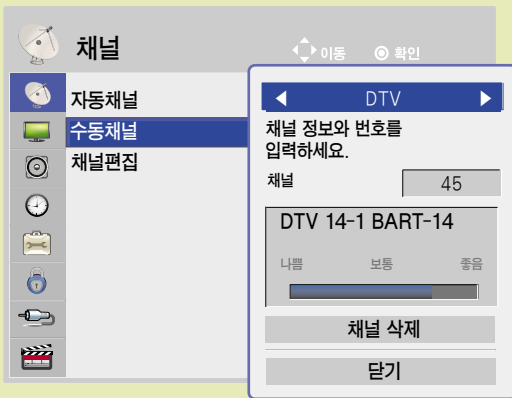 채널
이동 확인
자동채널
수동채널
채널편집
DTV
채널 정보와 번호를
입력하세요.
채널 45
DTV 14-1 BART-14
나쁨 보통 좋음
채널 삭제
닫기